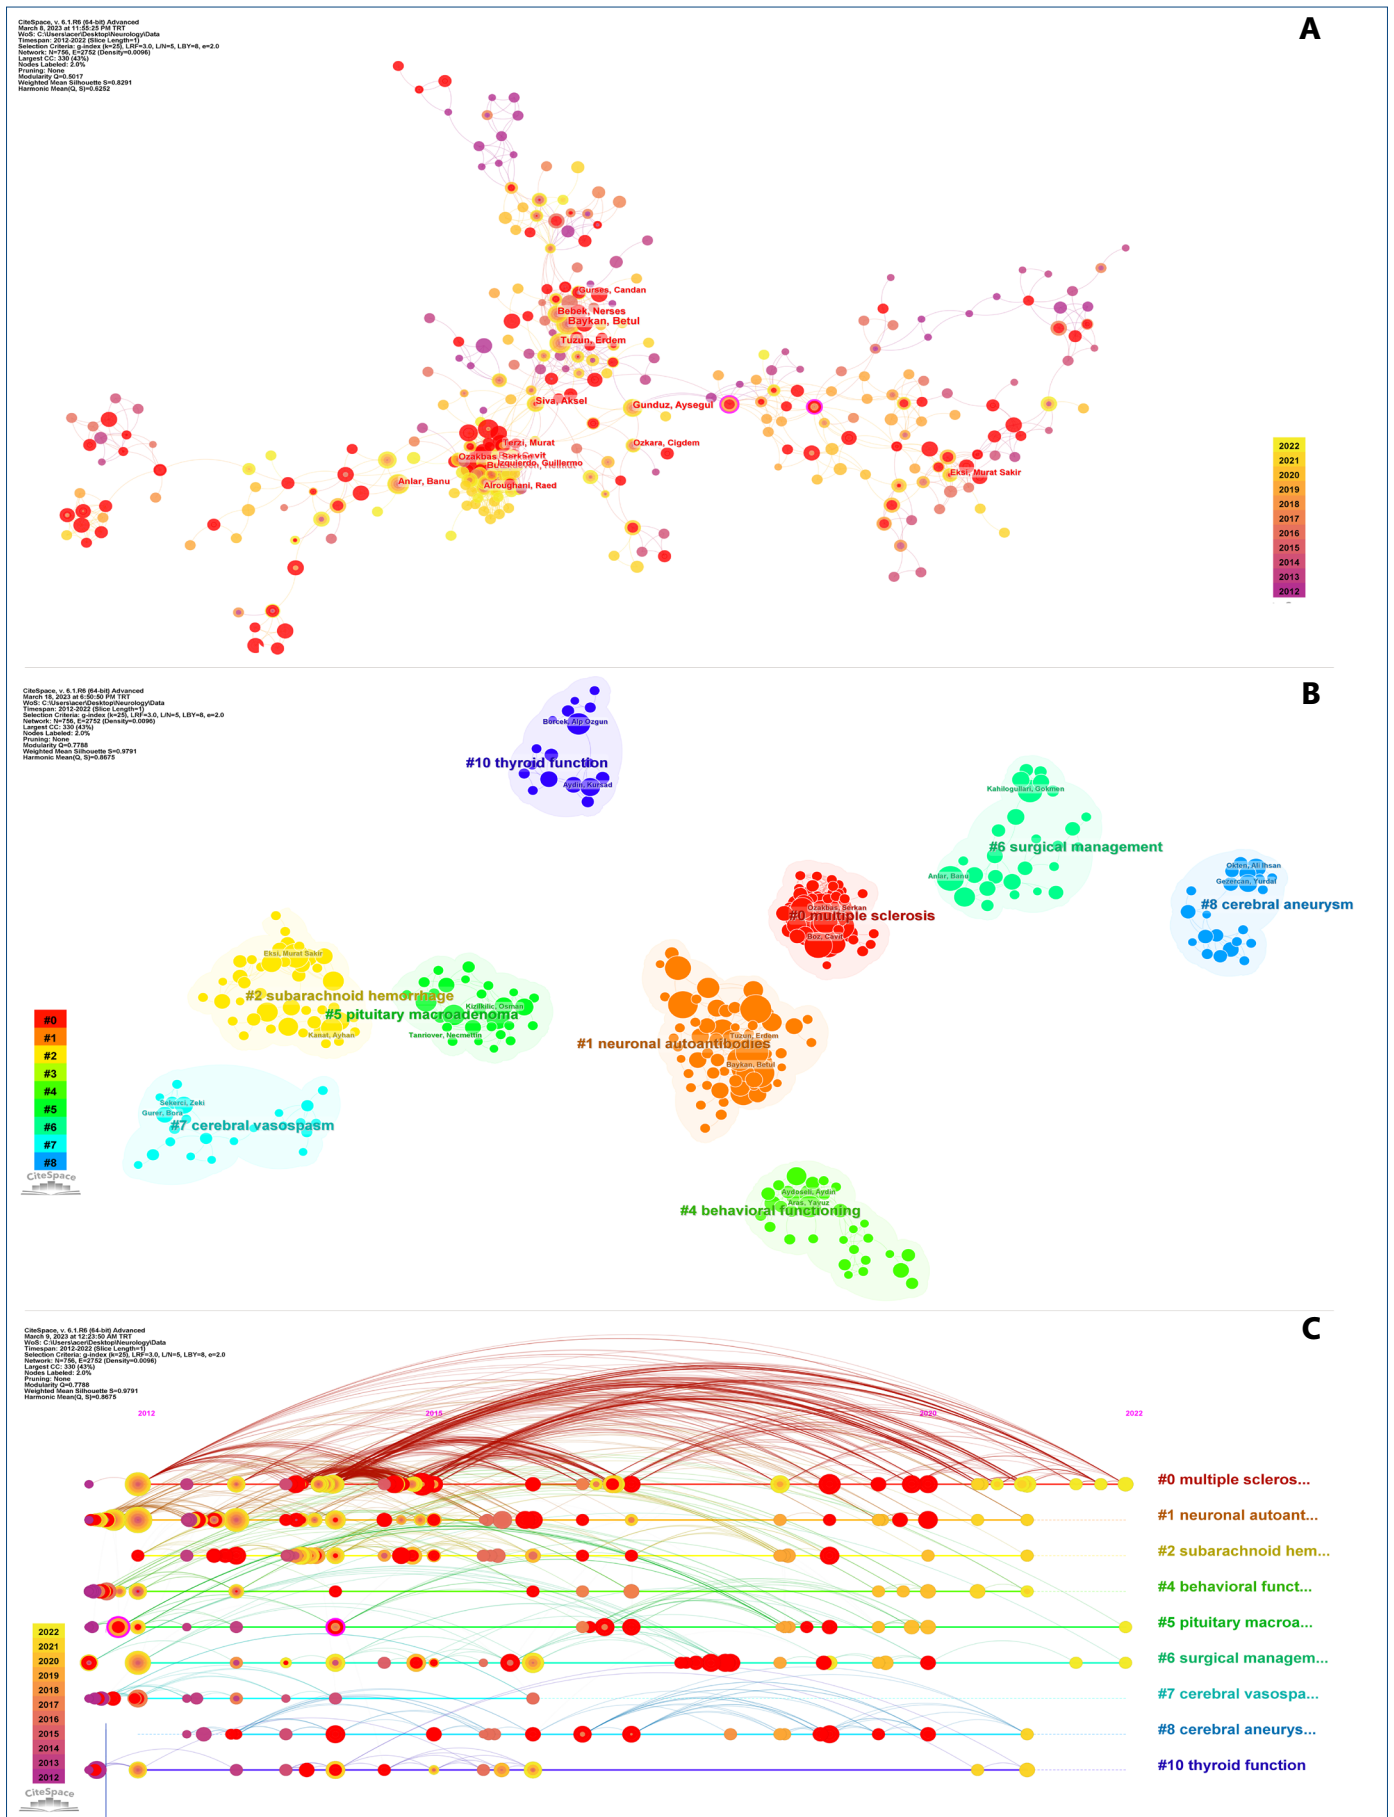 A
CiteSpace, v. 6.1.R6 (64-bit) Advanced
March 8, 2023 at 11:55:25 PM TRT
WoS: C:\Users\acer\Desktop\Neurology\Data
Timespan: 2012-2022 (Slice Length=1)
Selection Criteria: g-index (k=25), LRF=3.0, L/N=5, LBY=8, e=2.0
Network: N=756, E=2752 (Density=0.0096)
Largest CC: 330 (43%)
Nodes Labeled: 2.0%
Pruning: None
Modularity Q=0.5017
Weighted Mean Silhouette S=0.8291
Harmonic Mean(Q, S)=0.6252
Gurses, Candan
Bebek, Nerses
Baykan, Betul
Tuzun, Erdem
Siva, Aksel
Gunduz, Aysegul
Terzi, Murat
Ozkara, Cigdem
Ozakbas, Serkan
Izquierdo, Guillermo
Eksi, Murat Sakir
Anlar, Banu
Alroughani, Raed
2022
2021
2020
2019
2018
2017
2016
2015
2014
2013
2012
B
CiteSpace, v. 6.1.R6 (64-bit) Advanced
March 18, 2023 at 6:50:50 PM TRT
WoS: C:\Users\acer\Desktop\Neurology\Data
Timespan: 2012-2022 (Slice Length=1)
Selection Criteria: g-index (k=25), LRF=3.0, L/N=5, LBY=8, e=2.0
Network: N=756, E=2752 (Density=0.0096)
Largest CC: 330 (43%)
Nodes Labeled: 2.0%
Pruning: None
Modularity Q=0.7788
Weighted Mean Silhouette S=0.9791
Harmonic Mean(Q, S)=0.8675
Borcek, Alp Ozgun
#10 thyroid function
Aydin, Kursad
Kahilogullari, Gokmen
#6 surgical management
Anlar, Banu
Okten, Ali Ihsan
Gezercan, Yurdal
#8 cerebral aneurysm
Ozakbas, Serkan
#0 multiple sclerosis
Boz, Cavit
Eksi, Murat Sakir
#2 subarachnoid hemorrhage
Kanat, Ayhan
Kizilkilic, Osman
#5 pituitary macroadenoma
Tanriover, Necmettin
Tuzun, Erdem
#1 neuronal autoantibodies
Baykan, Betul
Sekerci, Zeki
Gurer, Bora
#7 cerebral vasospasm
Aydoseli, Aydin
Aras, Yavuz
#4 behavioral functioning
#0
#1
#2
#3
#4
#5
#6
#7
#8
CiteSpace
C
CiteSpace, v. 6.1.R6 (64-bit) Advanced
March 9, 2023 at 12:23:50 AM TRT
WoS: C:\Users\acer\Desktop\Neurology\Data
Timespan: 2012-2022 (Slice Length=1)
Selection Criteria: g-index (k=25), LRF=3.0, L/N=5, LBY=8, e=2.0
Network: N=756, E=2752 (Density=0.0096)
Largest CC: 330 (43%)
Nodes Labeled: 2.0%
Pruning: None
Modularity Q=0.7788
Weighted Mean Silhouette S=0.9791
Harmonic Mean(Q, S)=0.8675
2012 2015 2020 2022
#0 multiple scleros...
#1 neuronal autoant...
#2 subarachnoid hem...
#4 behavioral funct...
#5 pituitary macroa...
#6 surgical managem...
#7 cerebral vasospa...
#8 cerebral aneurys...
#10 thyroid function
2022
2021
2020
2019
2018
2017
2016
2015
2014
2013
2012
CiteSpace